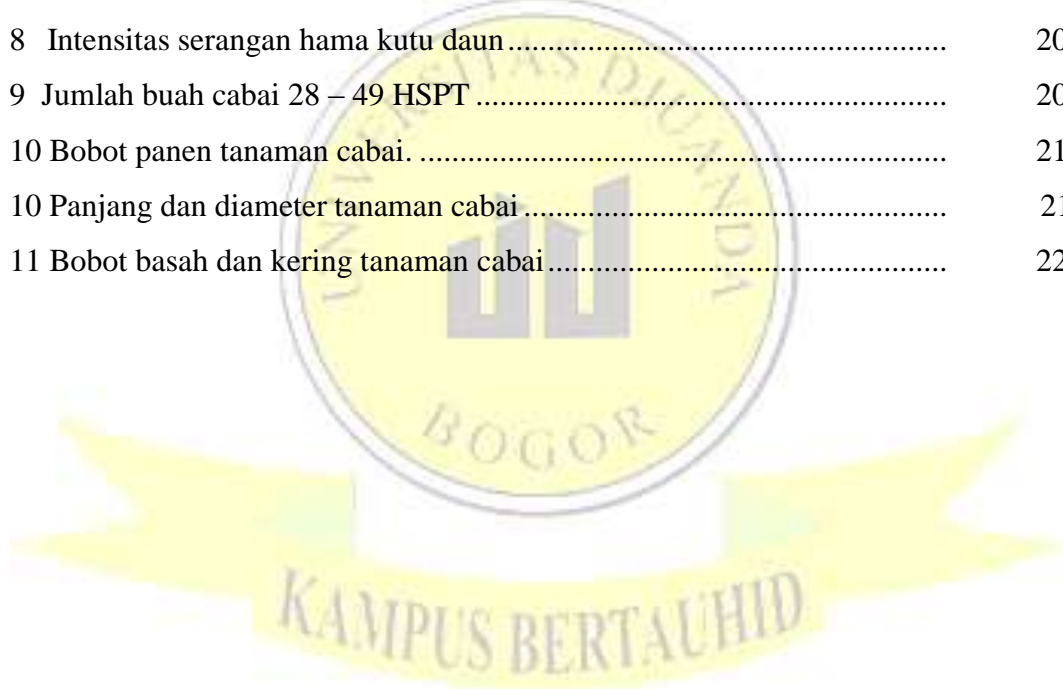 8 Intensitas serangan hama kutu daun...................................................... 20
9 Jumlah buah cabai 28 – 49 HSPT .......................................................... 20
10 Bobot panen tanaman cabai. ................................................................. 21
10 Panjang dan diameter tanaman cabai.................................................... 21
11 Bobot basah dan kering tanaman cabai................................................. 22
UNIVERSITAS DJUANDA
BOGOR
KAMPUS BERTAUHID